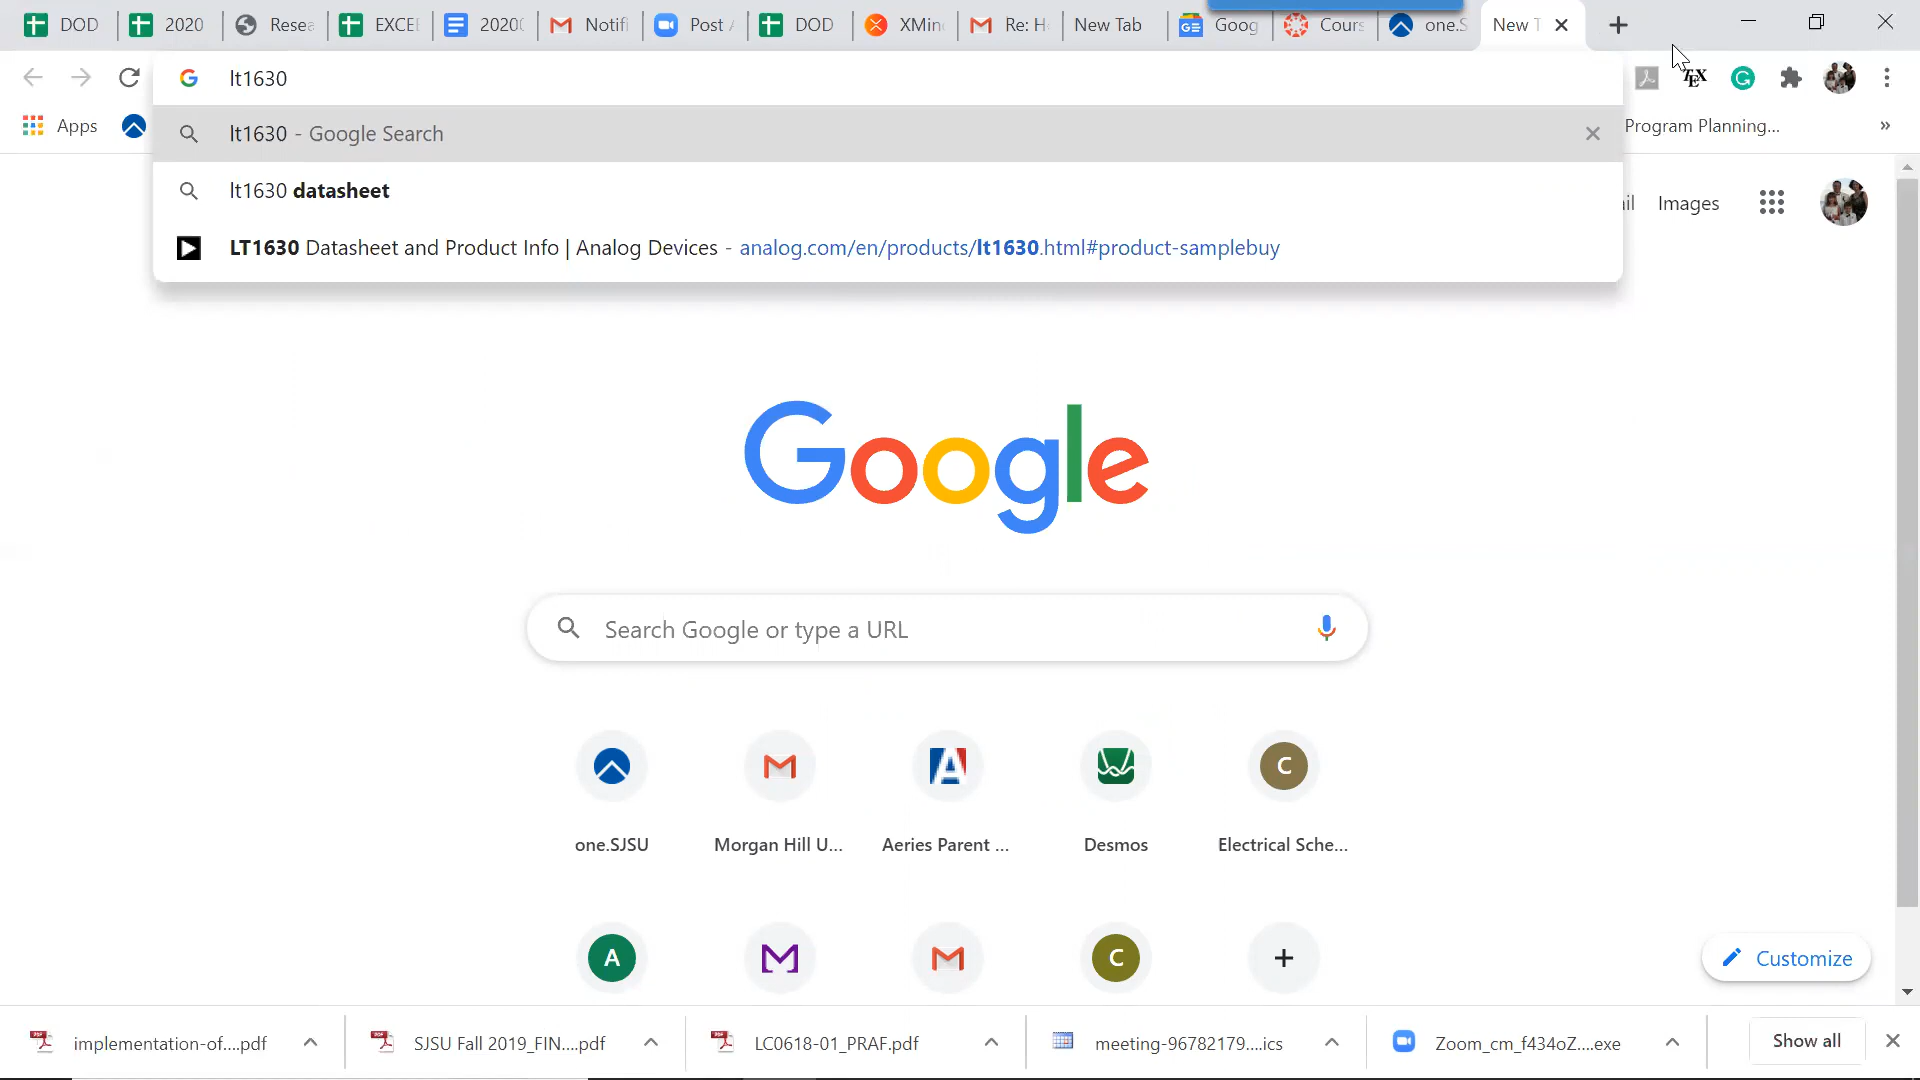 DOD 2020 Resea EXCEI 2020( Notifi Post DOD XMin Re: H New Tab Goog Cours one.S New T
lt1630
Apps Program Planning... »
lt1630 - Google Search
lt1630 datasheet
LT1630 Datasheet and Product Info | Analog Devices - analog.com/en/products/lt1630.html#product-samplebuy
il Images
Google
Search Google or type a URL
one.SJSU Morgan Hill U... Aeries Parent ... Desmos Electrical Sche...
C
A C
Customize
implementation-of....pdf SJSU Fall 2019_FIN....pdf LC0618-01_PRAF.pdf meeting-96782179....ics Zoom_cm_f434oZ....exe Show all